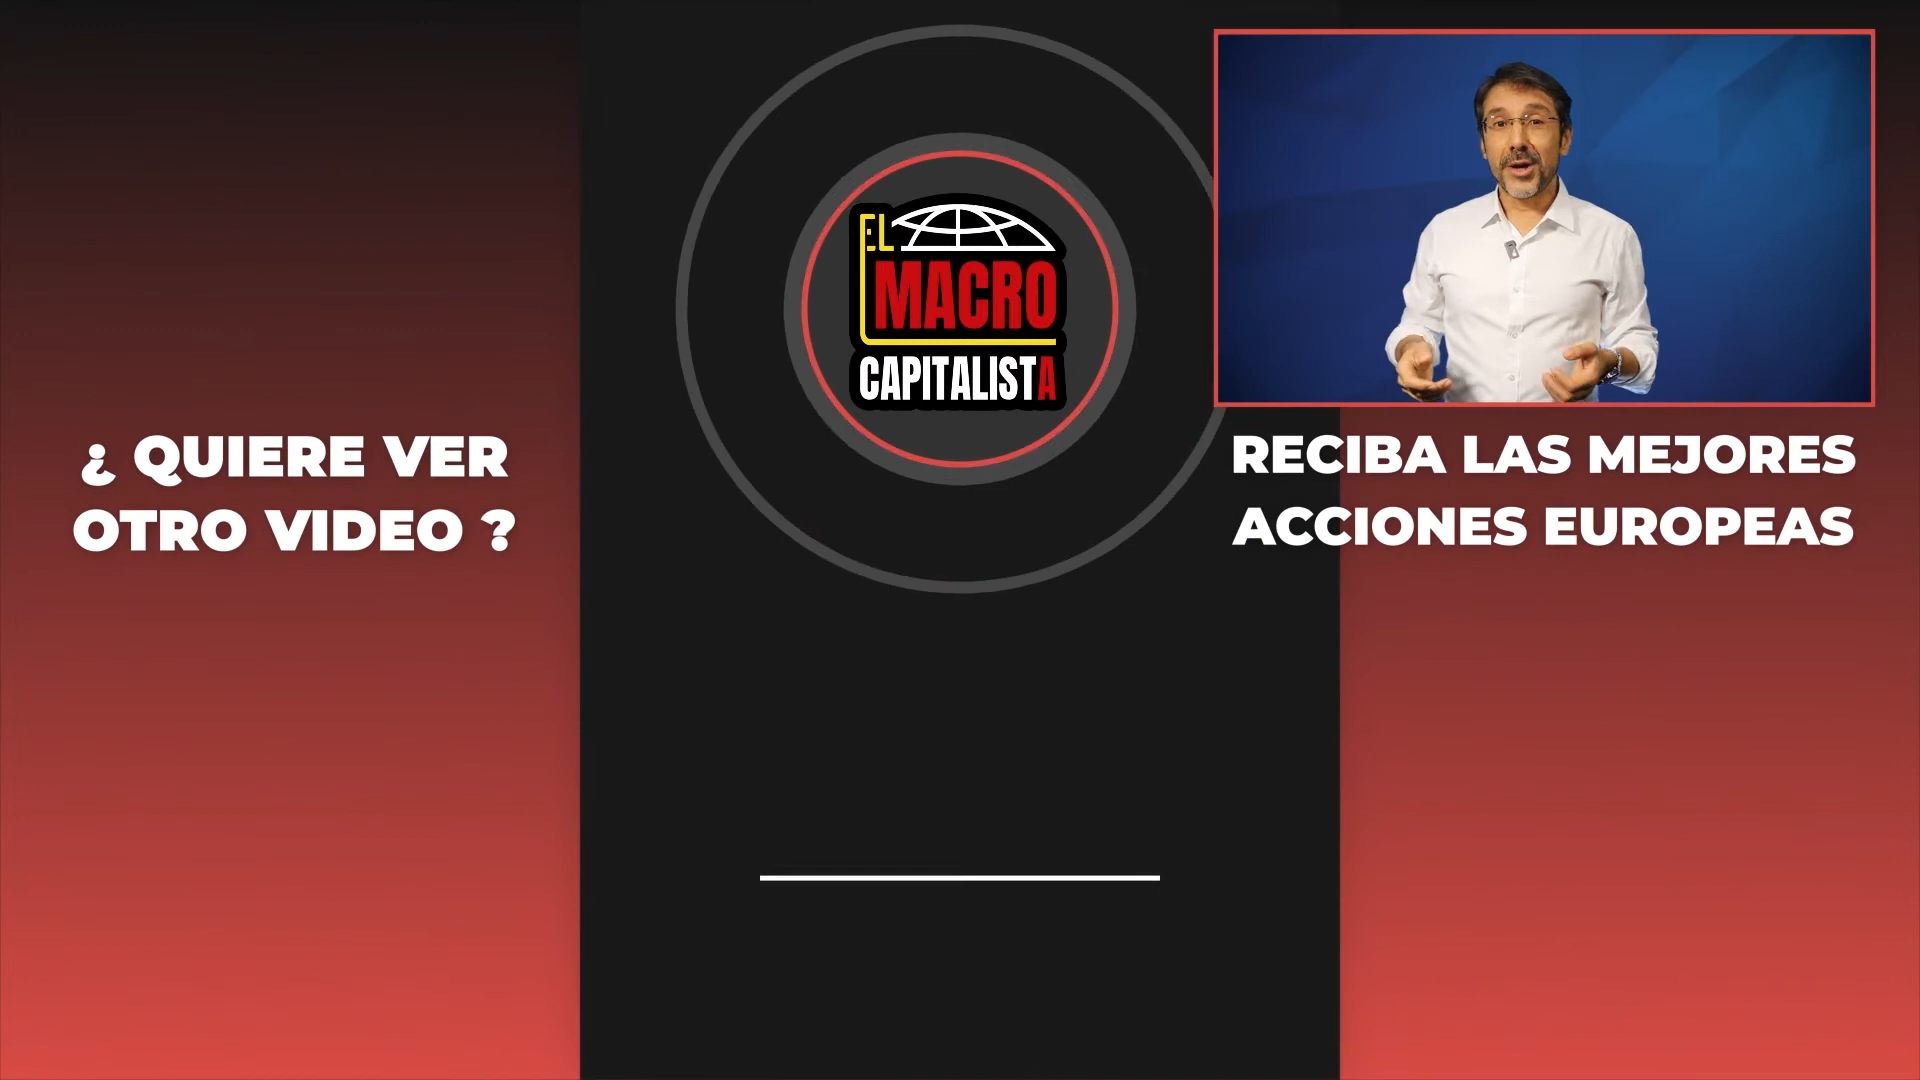 EL
MACRO
CAPITALISTA
¿ QUIERE VER
OTRO VIDEO ?
RECIBA LAS MEJORES
ACCIONES EUROPEAS